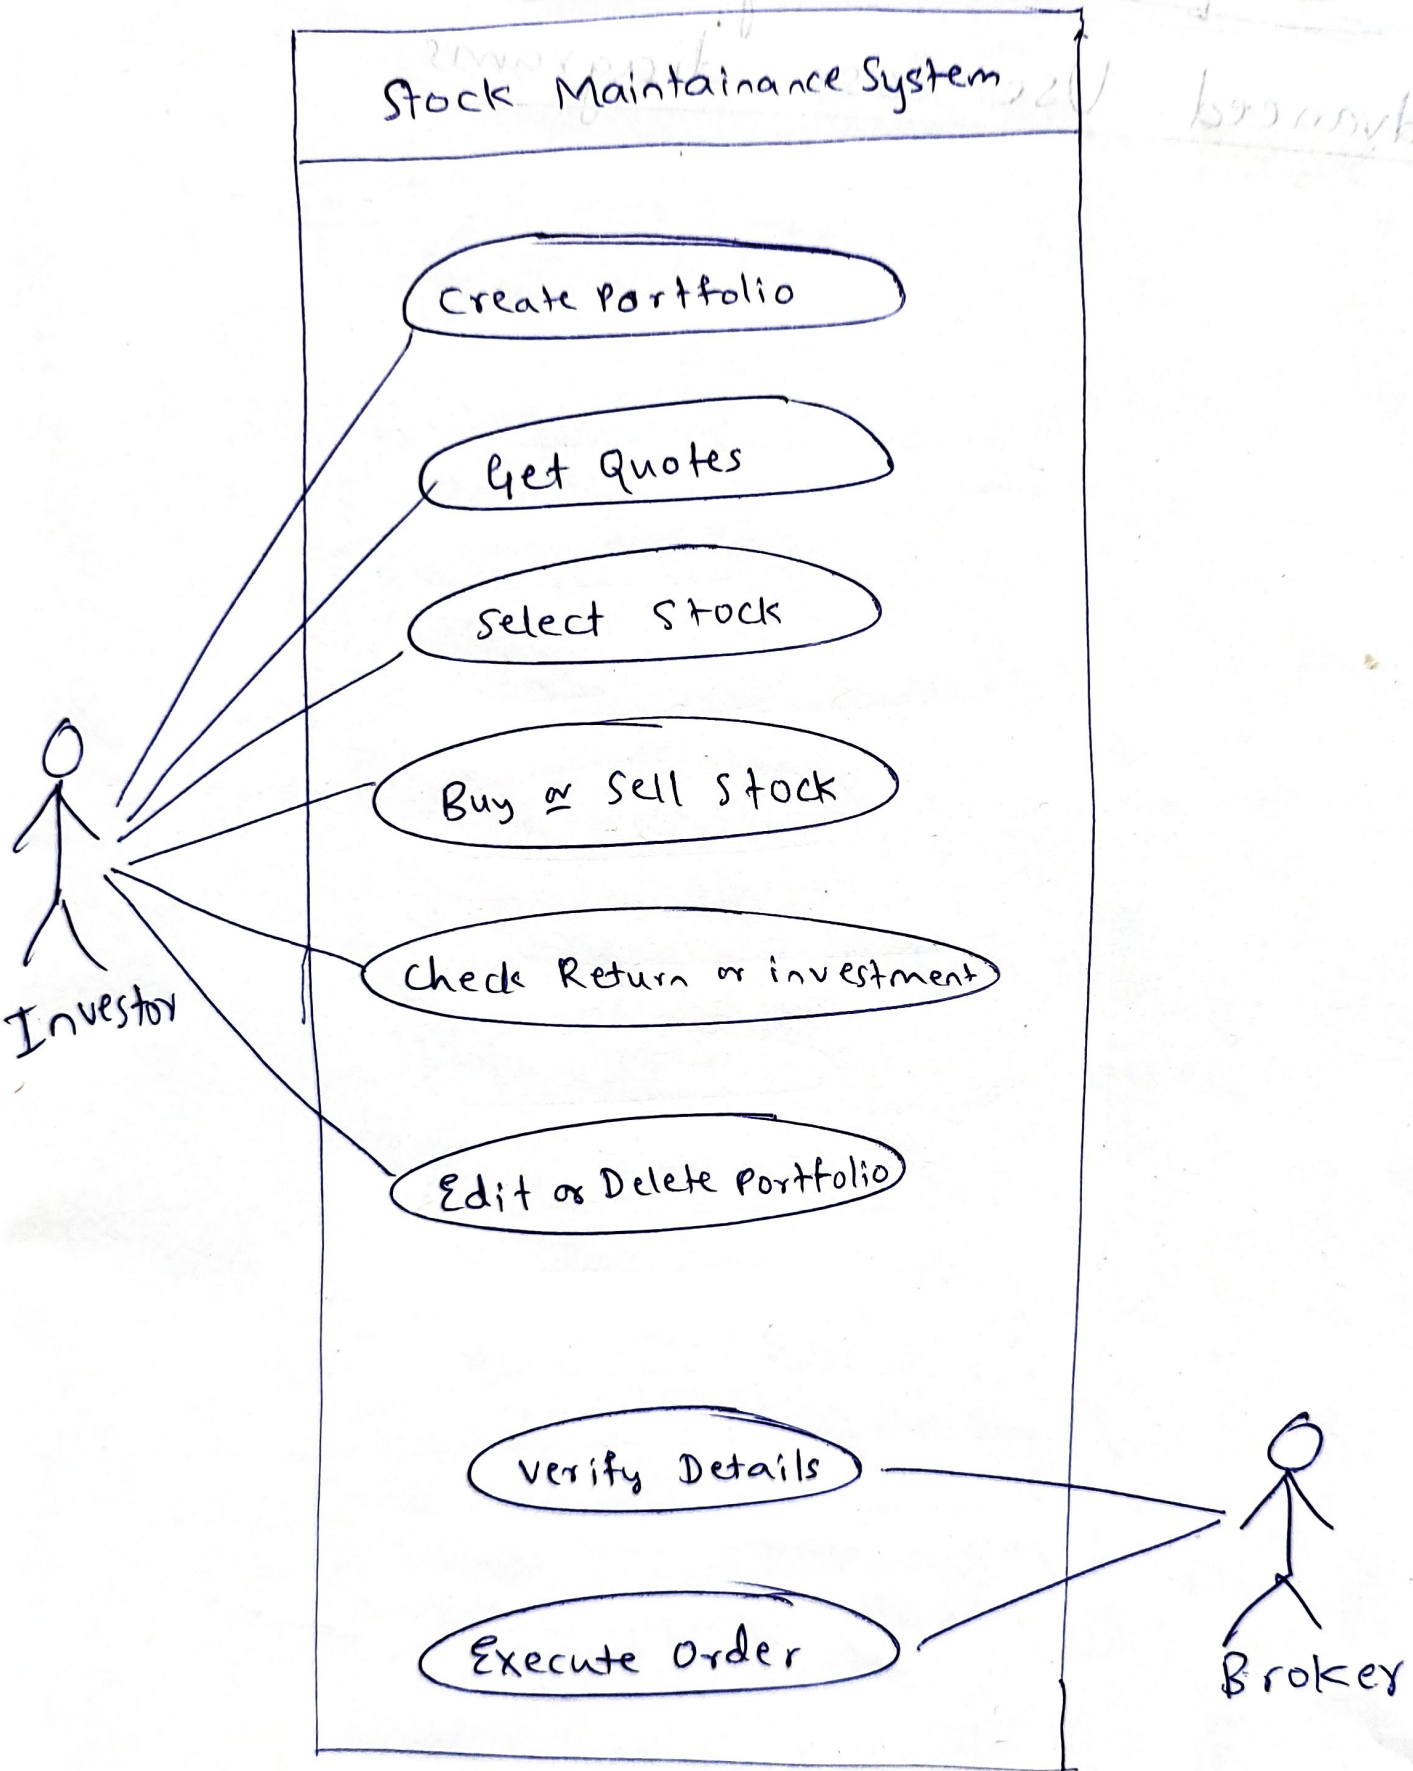 Stock Maintainance System
Create Portfolio
Get Quotes
Select Stock
Buy or Sell Stock
Check Return or investment
Investor
Edit or Delete Portfolio
Verify Details
Execute Order
Broker